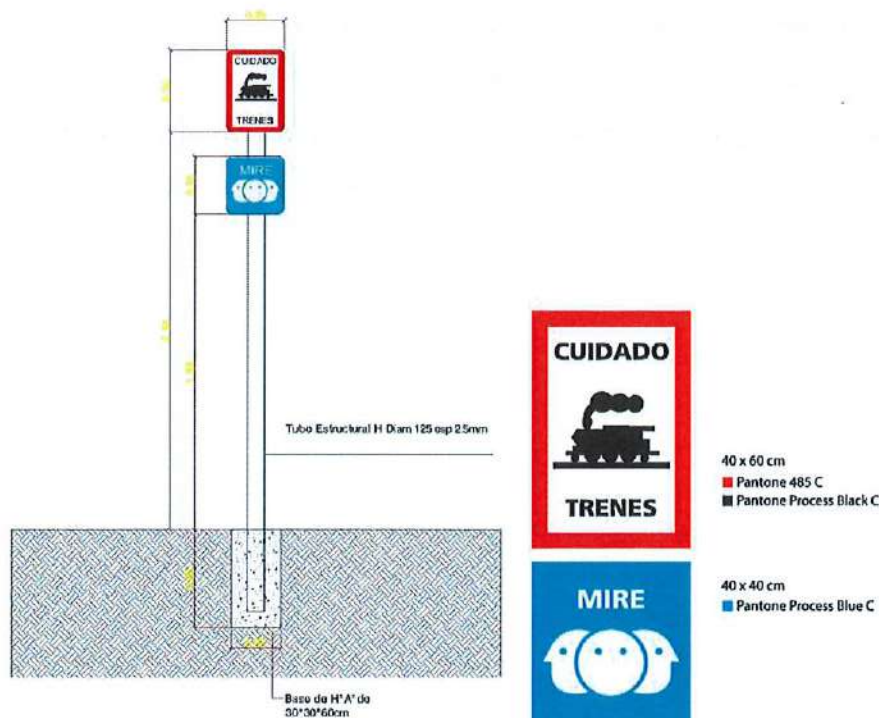 CUIDADO
TRENES
MIRE
Tubo Estructural H Diam 125 esp 2.5mm
Base de H°A° de
30*30*60cm
CUIDADO
TRENES
40 x 60 cm
Pantone 485 C
Pantone Process Black C
MIRE
40 x 40 cm
Pantone Process Blue C